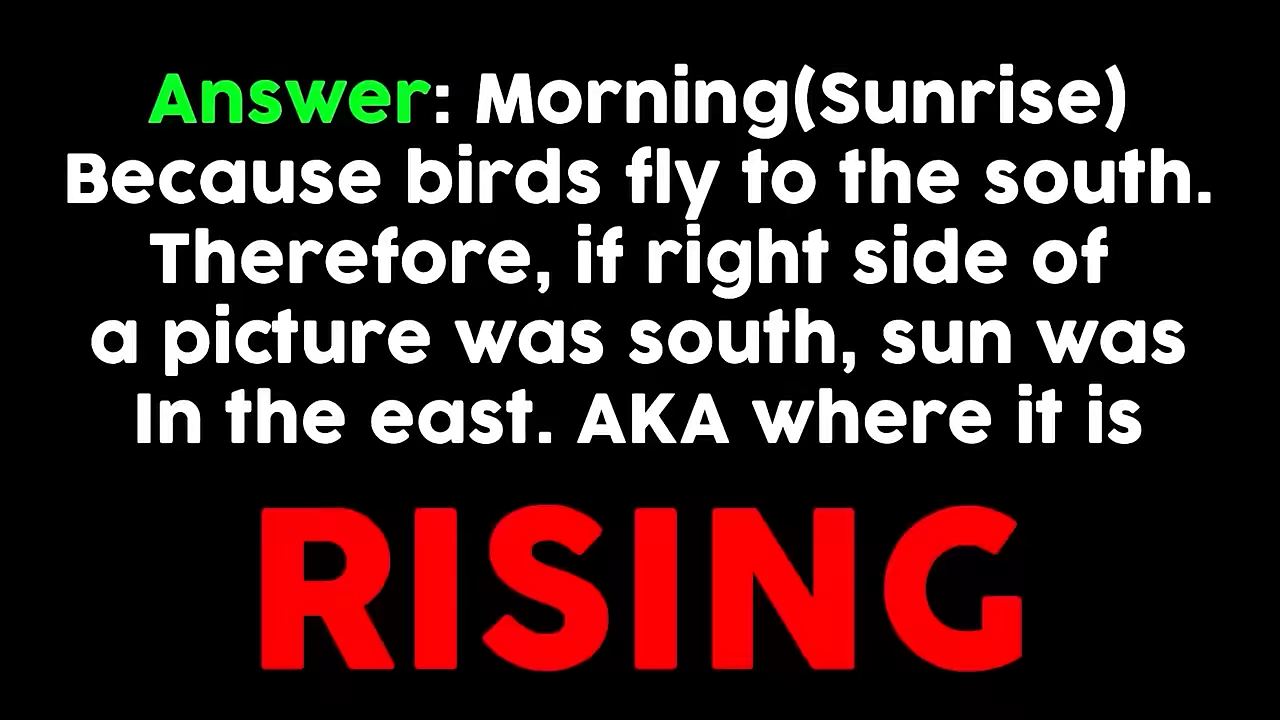 Answer: Morning(Sunrise)
Because birds fly to the south.
Therefore, if right side of
a picture was south, sun was
In the east. AKA where it is
RISING